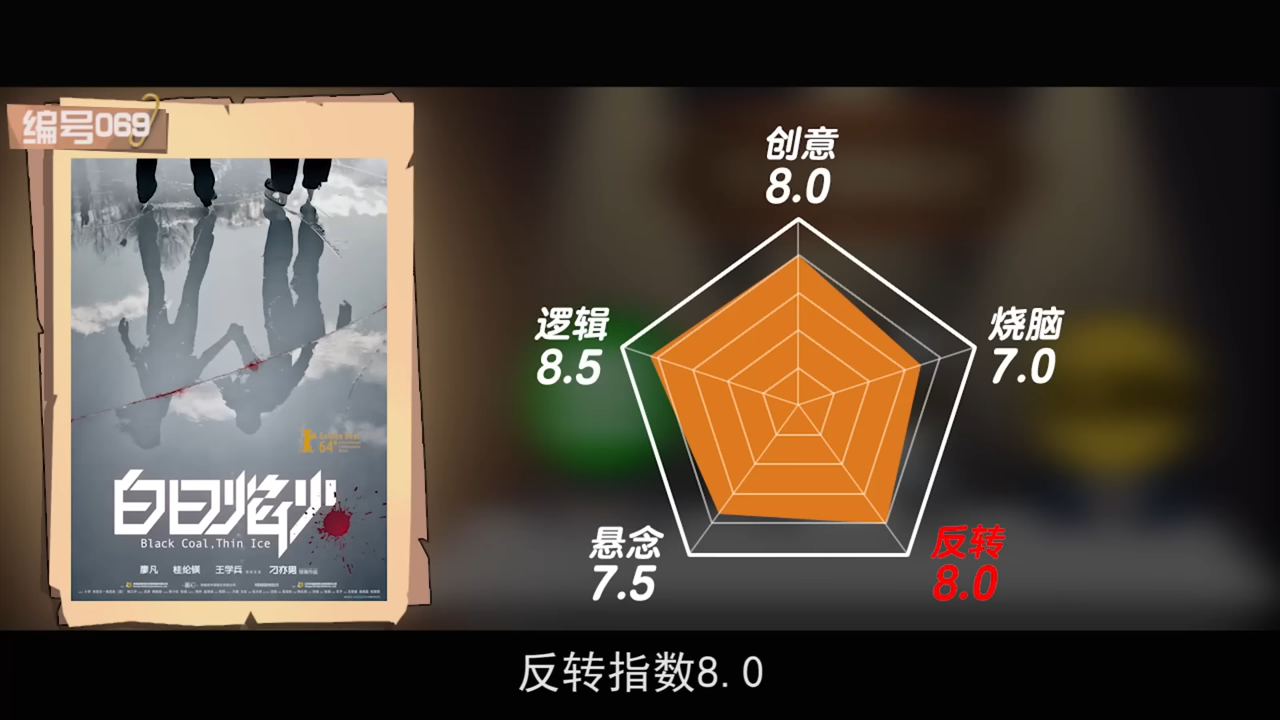 编号069
64
白日焰火
Black Coal,Thin Ice
廖凡 桂纶镁 王学兵 刁亦男
创意
8.0
烧脑
7.0
逻辑
8.5
悬念
7.5
反转
8.0
反转指数8.0